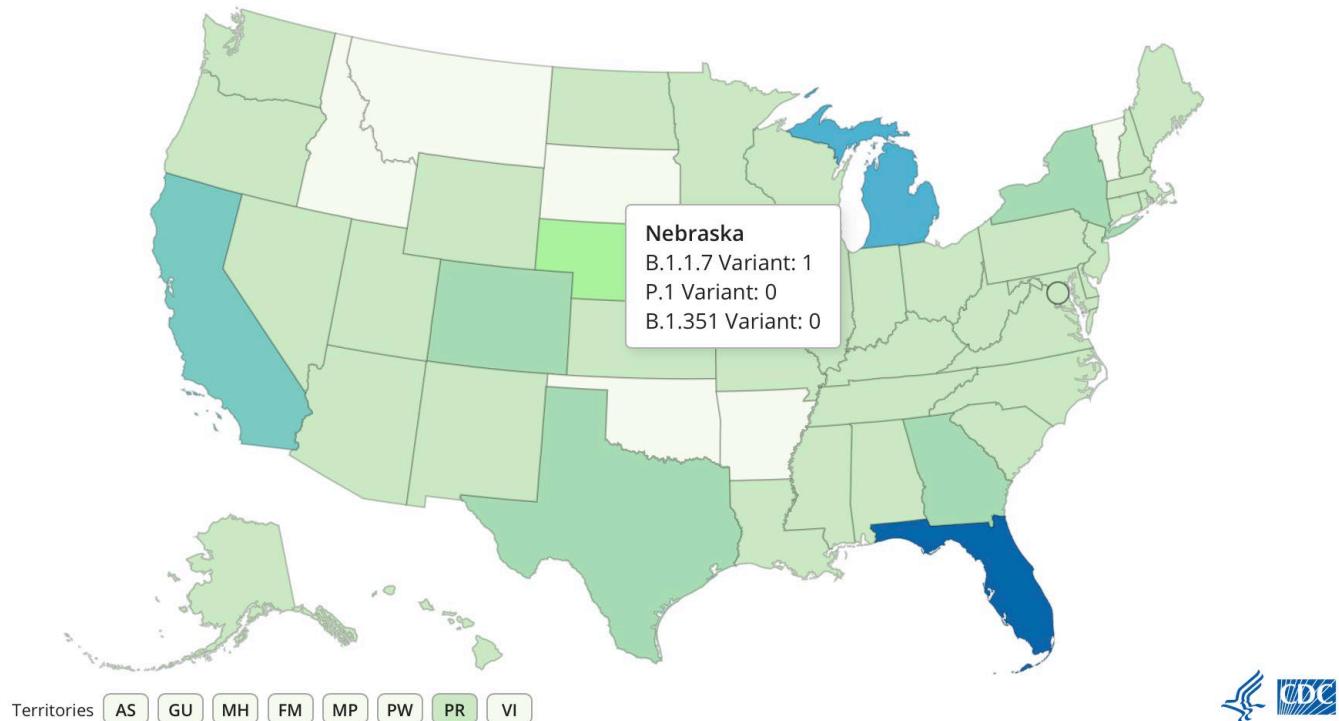 Nebraska
B.1.1.7 Variant: 1
P.1 Variant: 0
B.1.351 Variant: 0
Territories AS GU MH FM MP PW PR VI
CDC